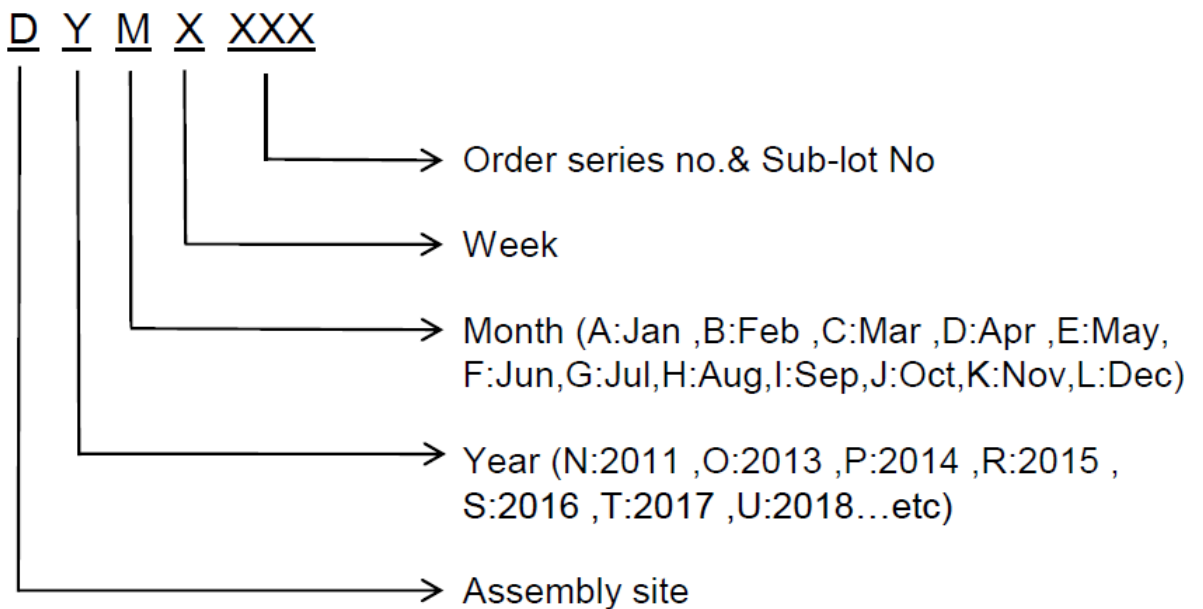 D Y M X XXX
Order series no.& Sub-lot No
Week
Month (A:Jan ,B:Feb ,C:Mar ,D:Apr ,E:May,
F:Jun,G:Jul,H:Aug,I:Sep,J:Oct,K:Nov,L:Dec)
Year (N:2011 ,O:2013 ,P:2014 ,R:2015 ,
S:2016 ,T:2017 ,U:2018...etc)
Assembly site